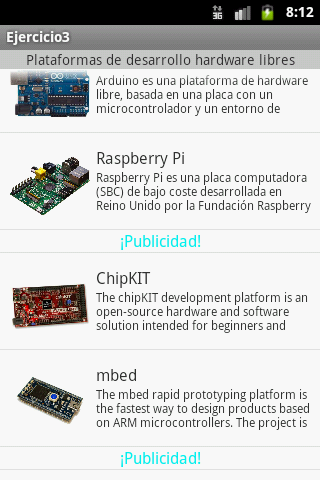 3G 8:12
Ejercicio3
Plataformas de desarrollo hardware libres
Arduino es una plataforma de hardware
libre, basada en una placa con un
microcontrolador y un entorno de
Raspberry Pi
Raspberry Pi es una placa computadora
(SBC) de bajo coste desarrollada en
Reino Unido por la Fundación Raspberry
¡Publicidad!
ChipKIT
The chipKIT development platform is an
open-source hardware and software
solution intended for beginners and
mbed
The mbed rapid prototyping platform is
the fastest way to design products based
on ARM microcontrollers. The project is
¡Publicidad!